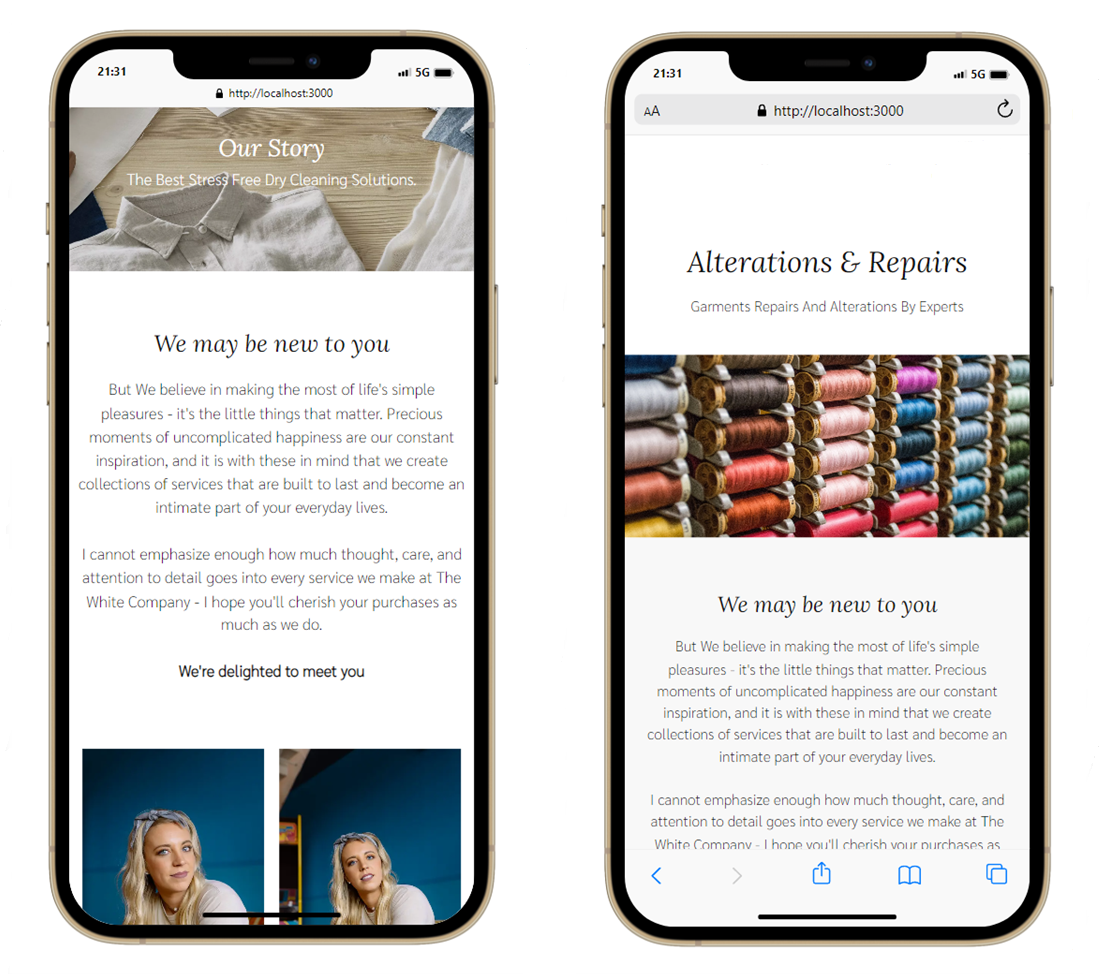 21:31
5G
http://localhost:3000
Our Story
The Best Stress Free Dry Cleaning Solutions.
We may be new to you
But We believe in making the most of life's simple
pleasures - it's the little things that matter. Precious
moments of uncomplicated happiness are our constant
inspiration, and it is with these in mind that we create
collections of services that are built to last and become an
intimate part of your everyday lives.
I cannot emphasize enough how much thought, care, and
attention to detail goes into every service we make at The
White Company - I hope you'll cherish your purchases as
much as we do.
We're delighted to meet you
21:31
5G
AA
http://localhost:3000
Alterations & Repairs
Garments Repairs And Alterations By Experts
We may be new to you
But We believe in making the most of life's simple
pleasures - it's the little things that matter. Precious
moments of uncomplicated happiness are our constant
inspiration, and it is with these in mind that we create
collections of services that are built to last and become an
intimate part of your everyday lives.
I cannot emphasize enough how much thought, care, and
attention to detail goes into every service we make at The
White Company - I hope you'll cherish your purchases as